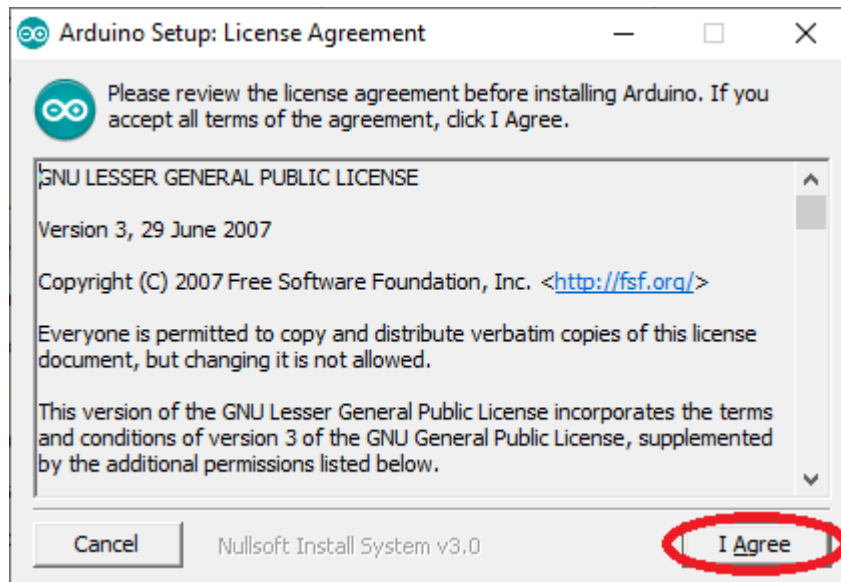 Arduino Setup: License Agreement
Please review the license agreement before installing Arduino. If you
accept all terms of the agreement, click I Agree.
GNU LESSER GENERAL PUBLIC LICENSE
Version 3, 29 June 2007
Copyright (C) 2007 Free Software Foundation, Inc. <http://fsf.org/>
Everyone is permitted to copy and distribute verbatim copies of this license
document, but changing it is not allowed.
This version of the GNU Lesser General Public License incorporates the terms
and conditions of version 3 of the GNU General Public License, supplemented
by the additional permissions listed below.
Cancel
Nullsoft Install System v3.0
I Agree